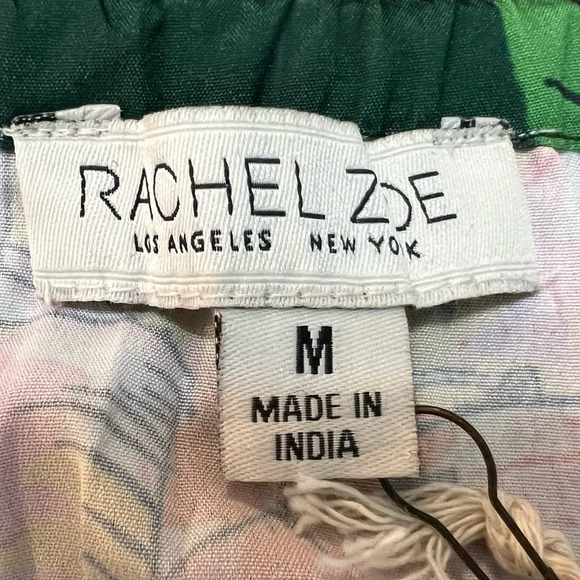 RACHEL ZOE
LOS ANGELES NEW YORK
M
MADE IN
INDIA